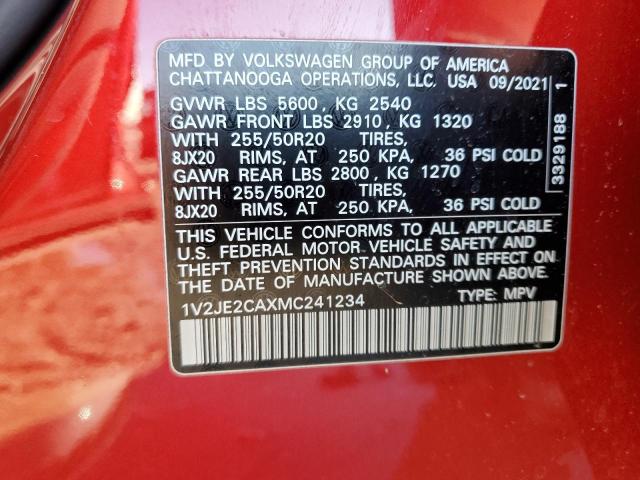 MFD BY VOLKSWAGEN GROUP OF AMERICA
CHATTANOOGA OPERATIONS, LLC. USA 09/2021
GVWR LBS 5600, KG 2540
GAWR FRONT LBS 2910, KG 1320
WITH 255/50R20 TIRES,
8JX20 RIMS, AT 250 KPA, 36 PSI COLD
GAWR REAR LBS 2800, KG 1270
WITH 255/50R20 TIRES,
8JX20 RIMS, AT 250 KPA, 36 PSI COLD
THIS VEHICLE CONFORMS TO ALL APPLICABLE
U.S. FEDERAL MOTOR VEHICLE SAFETY AND
THEFT PREVENTION STANDARDS IN EFFECT ON
THE DATE OF MANUFACTURE SHOWN ABOVE.
1V2JE2CAXMC241234 TYPE: MPV
3329188 1